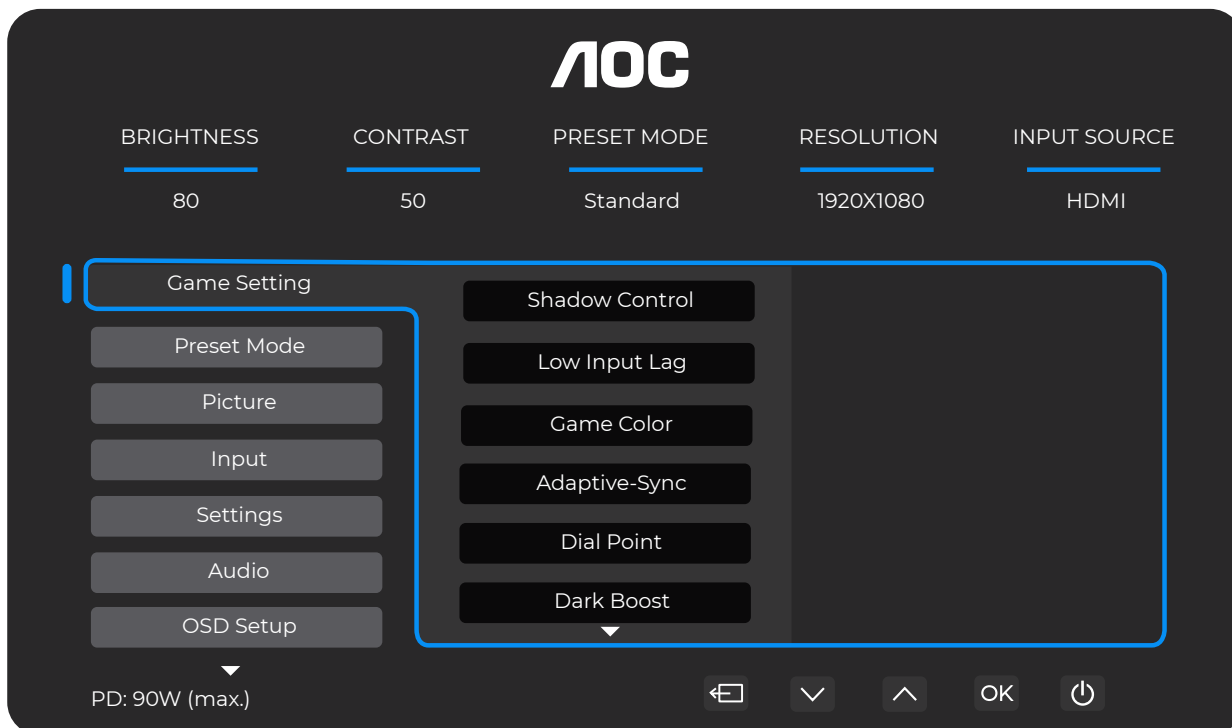 AOC
BRIGHTNESS CONTRAST PRESET MODE RESOLUTION INPUT SOURCE
80 50 Standard 1920X1080 HDMI
Game Setting
Preset Mode
Picture
Input
Settings
Audio
OSD Setup
Shadow Control
Low Input Lag
Game Color
Adaptive-Sync
Dial Point
Dark Boost
PD: 90W (max.)
OK